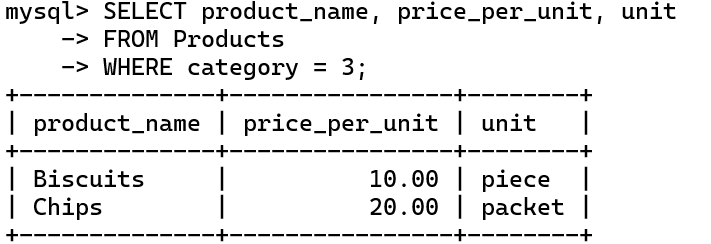 mysql> SELECT product_name, price_per_unit, unit
    -> FROM Products
    -> WHERE category = 3;
+--------------+----------------+--------+
| product_name | price_per_unit | unit   |
+--------------+----------------+--------+
| Biscuits     |          10.00 | piece  |
| Chips        |          20.00 | packet |
+--------------+----------------+--------+